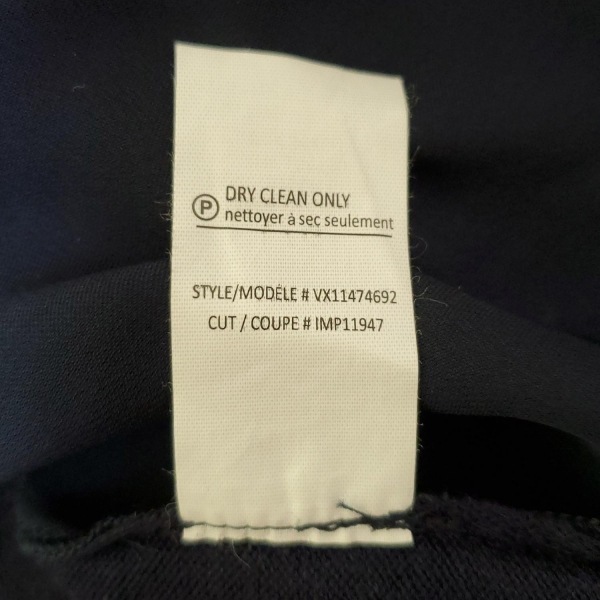 DRY CLEAN ONLY
P nettoyer à sec seulement
STYLE/MODÈLE # VX11474692
CUT / COUPE # IMP11947